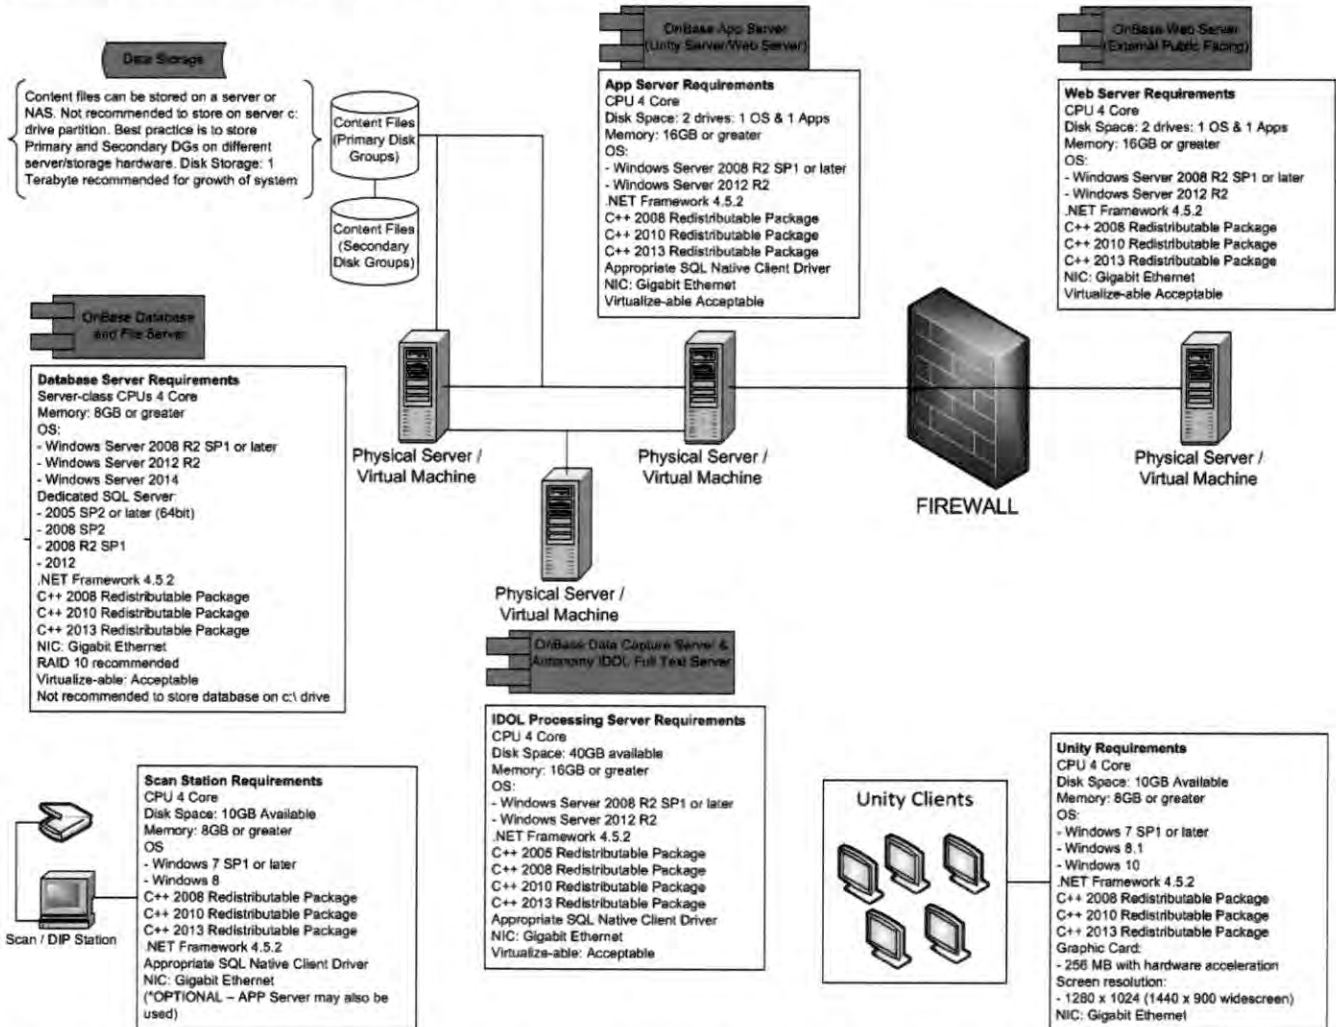 Data Storage
Content files can be stored on a server or
NAS. Not recommended to store on server c:
drive partition. Best practice is to store
Primary and Secondary DGs on different
server/storage hardware. Disk Storage: 1
Terabyte recommended for growth of system
Content Files
(Primary Disk
Groups)
Content Files
(Secondary
Disk Groups)
OnBase App Server
(Unity Server/Web Server)
App Server Requirements
CPU 4 Core
Disk Space: 2 drives: 1 OS & 1 Apps
Memory: 16GB or greater
OS:
- Windows Server 2008 R2 SP1 or later
- Windows Server 2012 R2
.NET Framework 4.5.2
C++ 2008 Redistributable Package
C++ 2010 Redistributable Package
C++ 2013 Redistributable Package
Appropriate SQL Native Client Driver
NIC: Gigabit Ethernet
Virtualize-able Acceptable
OnBase Web Server
(External Public Facing)
Web Server Requirements
CPU 4 Core
Disk Space: 2 drives: 1 OS & 1 Apps
Memory: 16GB or greater
OS:
- Windows Server 2008 R2 SP1 or later
- Windows Server 2012 R2
.NET Framework 4.5.2
C++ 2008 Redistributable Package
C++ 2010 Redistributable Package
C++ 2013 Redistributable Package
NIC: Gigabit Ethernet
Virtualize-able Acceptable
OnBase Database
and File Server
Database Server Requirements
Server-class CPUs 4 Core
Memory: 8GB or greater
OS:
- Windows Server 2008 R2 SP1 or later
- Windows Server 2012 R2
- Windows Server 2014
Dedicated SQL Server:
- 2005 SP2 or later (64bit)
- 2008 SP2
- 2008 R2 SP1
- 2012
.NET Framework 4.5.2
C++ 2008 Redistributable Package
C++ 2010 Redistributable Package
C++ 2013 Redistributable Package
NIC: Gigabit Ethernet
RAID 10 recommended
Virtualize-able: Acceptable
Not recommended to store database on c:\ drive
Physical Server /
Virtual Machine
Physical Server /
Virtual Machine
FIREWALL
Physical Server /
Virtual Machine
Physical Server /
Virtual Machine
OnBase Data Capture Server &
Autonomy IDOL Full Text Server
IDOL Processing Server Requirements
CPU 4 Core
Disk Space: 40GB available
Memory: 16GB or greater
OS:
- Windows Server 2008 R2 SP1 or later
- Windows Server 2012 R2
.NET Framework 4.5.2
C++ 2005 Redistributable Package
C++ 2008 Redistributable Package
C++ 2010 Redistributable Package
C++ 2013 Redistributable Package
Appropriate SQL Native Client Driver
NIC: Gigabit Ethernet
Virtualize-able: Acceptable
Scan / DIP Station
Scan Station Requirements
CPU 4 Core
Disk Space: 10GB Available
Memory: 8GB or greater
OS
- Windows 7 SP1 or later
- Windows 8
C++ 2008 Redistributable Package
C++ 2010 Redistributable Package
C++ 2013 Redistributable Package
.NET Framework 4.5.2
Appropriate SQL Native Client Driver
NIC: Gigabit Ethernet
(*OPTIONAL – APP Server may also be
used)
Unity Clients
Unity Requirements
CPU 4 Core
Disk Space: 10GB Available
Memory: 8GB or greater
OS:
- Windows 7 SP1 or later
- Windows 8.1
- Windows 10
.NET Framework 4.5.2
C++ 2008 Redistributable Package
C++ 2010 Redistributable Package
C++ 2013 Redistributable Package
Graphic Card:
- 256 MB with hardware acceleration
Screen resolution:
- 1280 x 1024 (1440 x 900 widescreen)
NIC: Gigabit Ethernet